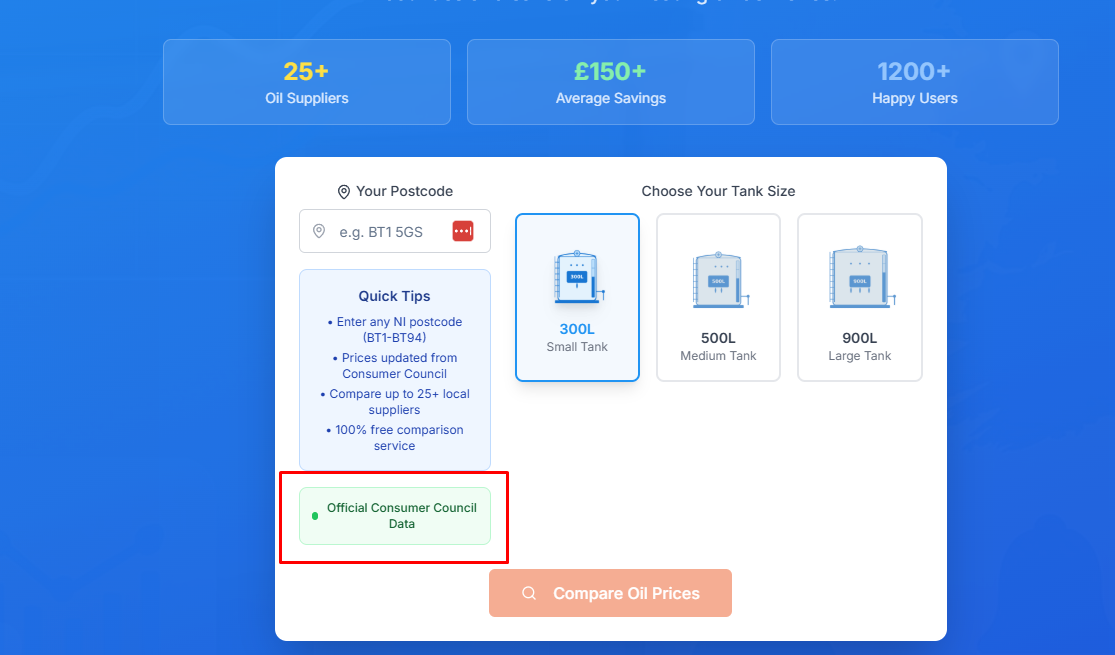 25+
Oil Suppliers
£150+
Average Savings
1200+
Happy Users
Your Postcode
e.g. BT1 5GS
Quick Tips
• Enter any NI postcode
(BT1-BT94)
• Prices updated from
Consumer Council
• Compare up to 25+ local
suppliers
• 100% free comparison
service
Official Consumer Council
Data
Choose Your Tank Size
300L
300L
Small Tank
500L
500L
Medium Tank
900L
Large Tank
Compare Oil Prices